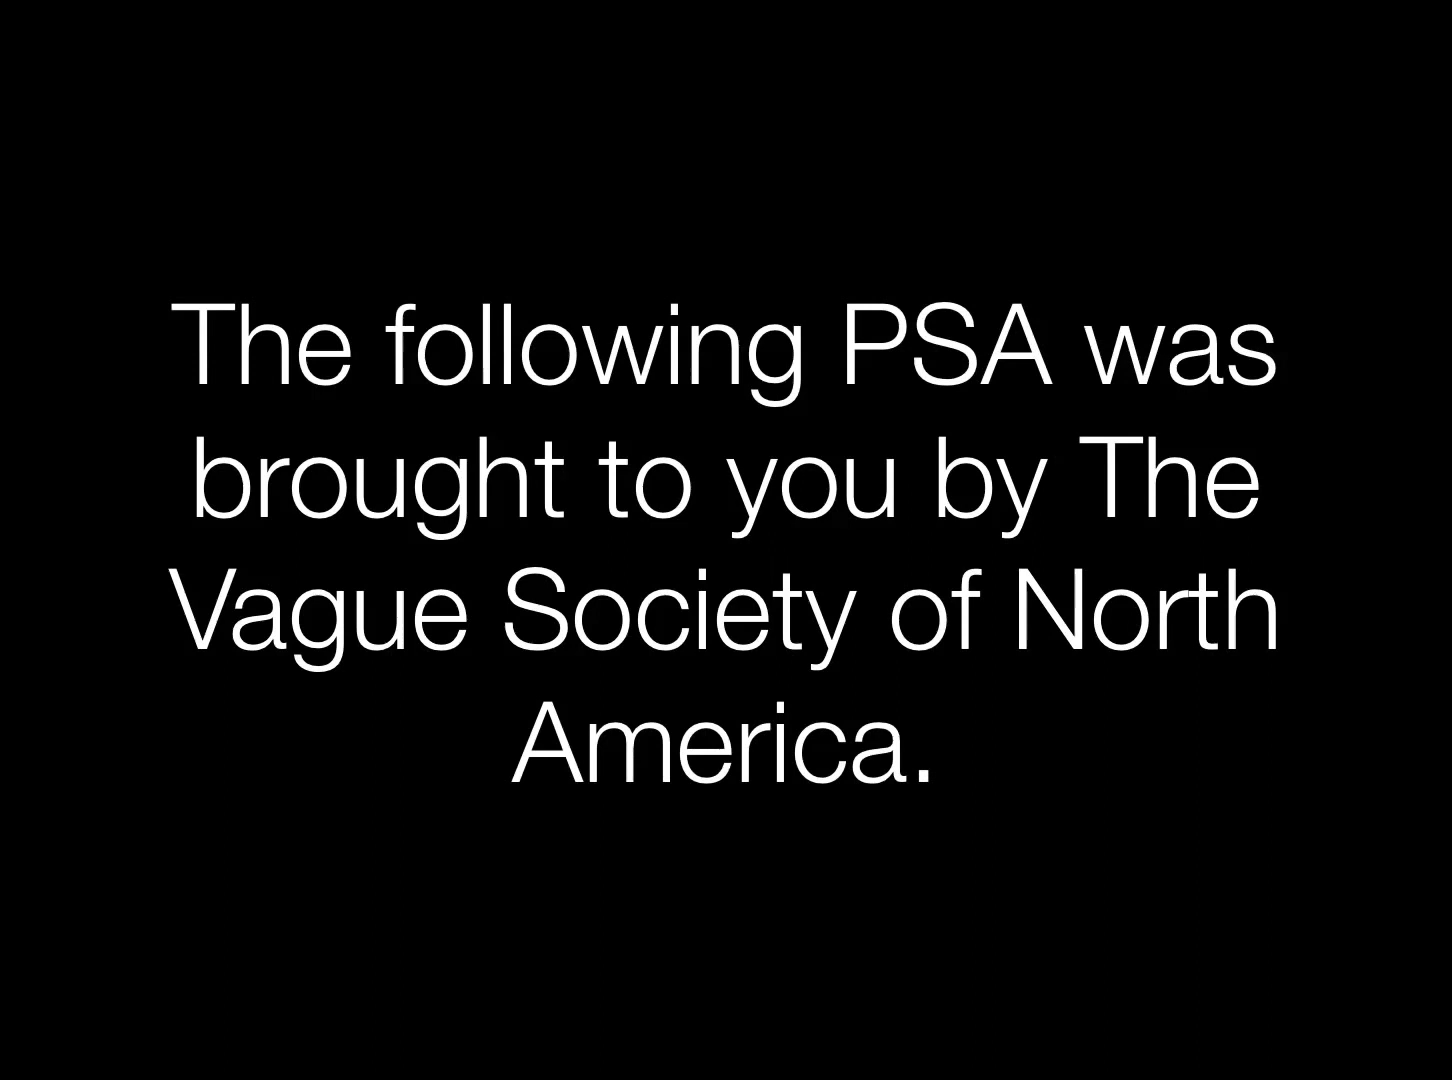 The following PSA was
brought to you by The
Vague Society of North
America.